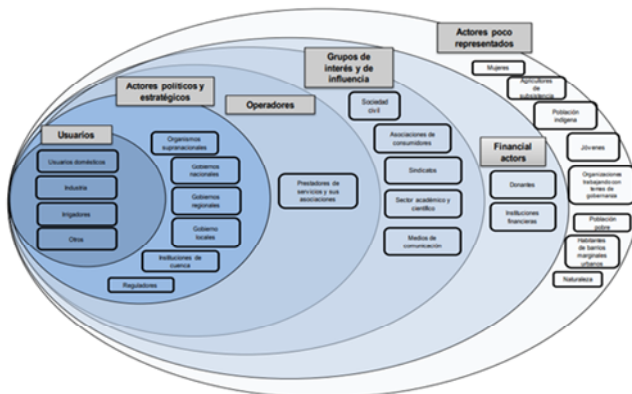 Actores poco
representados
Mujeres
Agricultores de
subsistencia
Población
indígena
Jóvenes
Organizaciones
trabajando con
temes de
gobernanza
Población
pobre
Habitantes
de barrios
marginales
urbanos
Naturaleza
Grupos de
interés y de
influencia
Sociedad
civil
Asociaciones de
consumidores
Sindicatos
Sector académico y
científico
Medios de
comunicación
Financial
actors
Donantes
Instituciones
financieras
Operadores
Prestadores de
servicios y sus
asociaciones
Actores políticos y
estratégicos
Organismos
supranacionales
Gobiernos
nacionales
Gobiernos
regionales
Gobierno
locales
Instituciones de
cuenca
Reguladores
Usuarios
Usuarios domésticos
Industria
Irrigadores
Otros